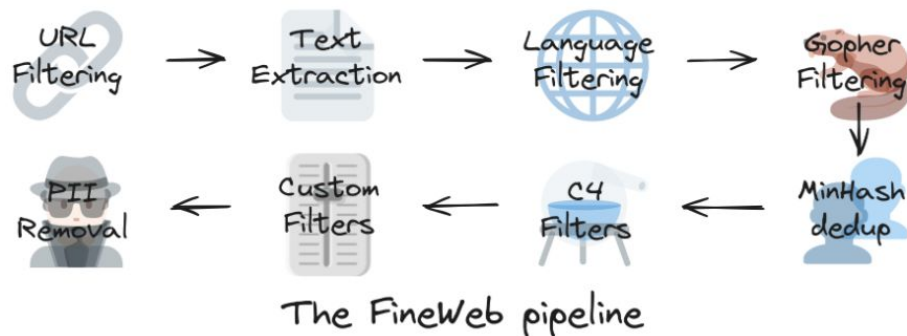 URL
Filtering
Text
Extraction
Language
Filtering
Gopher
Filtering
MinHash
dedup
C4
Filters
Custom
Filters
PII
Removal
The FineWeb pipeline